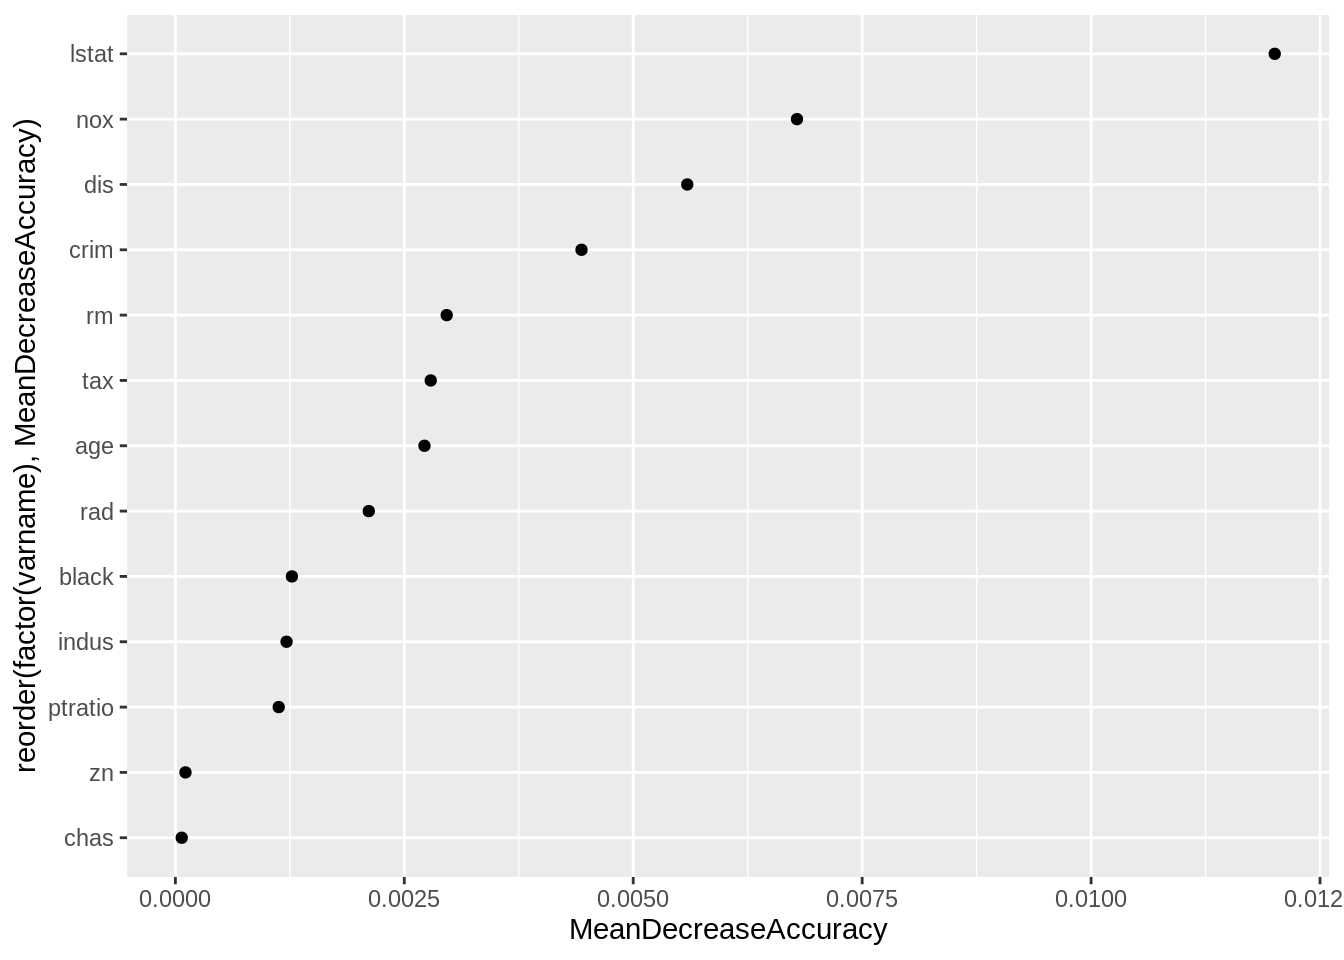 reorder(factor(varname), MeanDecreaseAccuracy)
lstat
nox
dis
crim
rm
tax
age
rad
black
indus
ptratio
zn
chas
0.0000 0.0025 0.0050 0.0075 0.0100 0.012
MeanDecreaseAccuracy